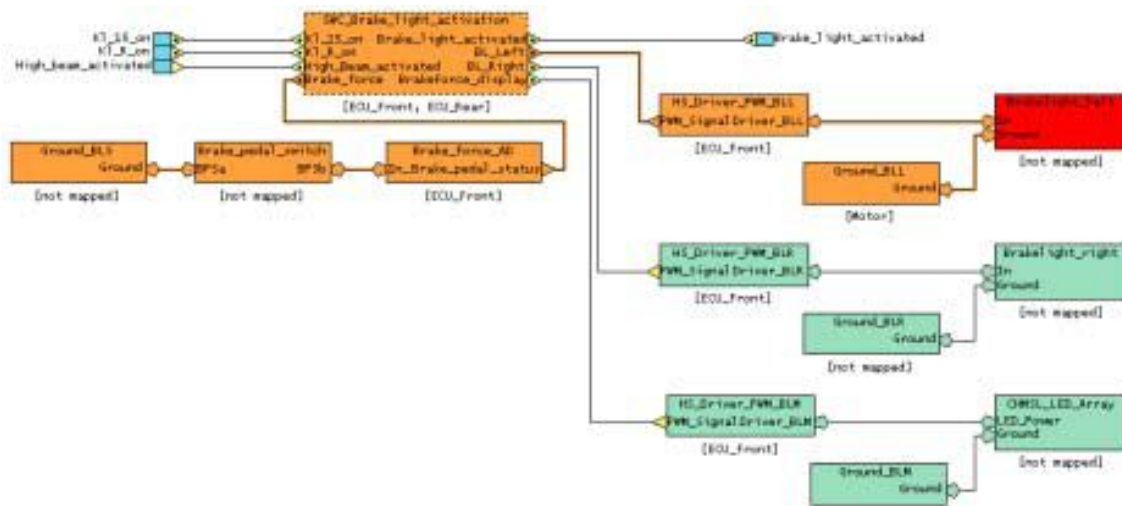 SWC_Brake_light_activation
Kl_15_on
Kl_R_on
High_beam_activated
Kl_15_on
Kl_R_on
High_Beam_activated
Brake_force
Brake_light_activated
BL_Left
BL_Right
Brakeforce_display
Brake_light_activated
[ECU_Front, ECU_Rear]
HS_Driver_PWM_BLL
PWM_Signal Driver_BLL
[ECU_Front]
Brakelight_left
In
Ground
[not mapped]
Ground_BLS
Ground
[not mapped]
Brake_pedal_switch
BPSa
BPSb
[not mapped]
Brake_force_AD
In_Brake_pedal_status
[ECU_Front]
Ground_BLL
Ground
[Motor]
HS_Driver_PWM_BLR
PWM_Signal Driver_BLR
[ECU_Front]
Brakelight_right
In
Ground
[not mapped]
Ground_BLR
Ground
[not mapped]
HS_Driver_PWM_BLM
PWM_Signal Driver_BLM
[ECU_Front]
CHMSL_LED_Array
LED_Power
Ground
[not mapped]
Ground_BLM
Ground